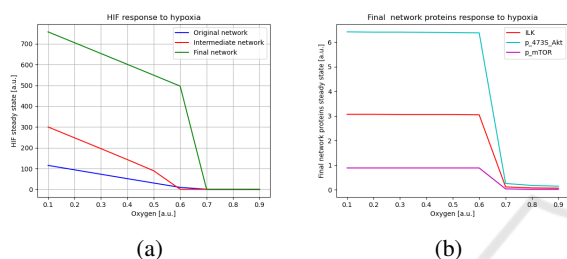 HIF response to hypoxia
Original network
Intermediate network
Final network
HIF steady state [a.u.]
700
600
500
400
300
200
100
0
0.1 0.2 0.3 0.4 0.5 0.6 0.7 0.8 0.9
Oxygen [a.u.]
(a)
Final network proteins response to hypoxia
ILK
p_473S_Akt
p_mTOR
Final network proteins steady state [a.u.]
6
5
4
3
2
1
0
0.1 0.2 0.3 0.4 0.5 0.6 0.7 0.8 0.9
Oxygen [a.u.]
(b)